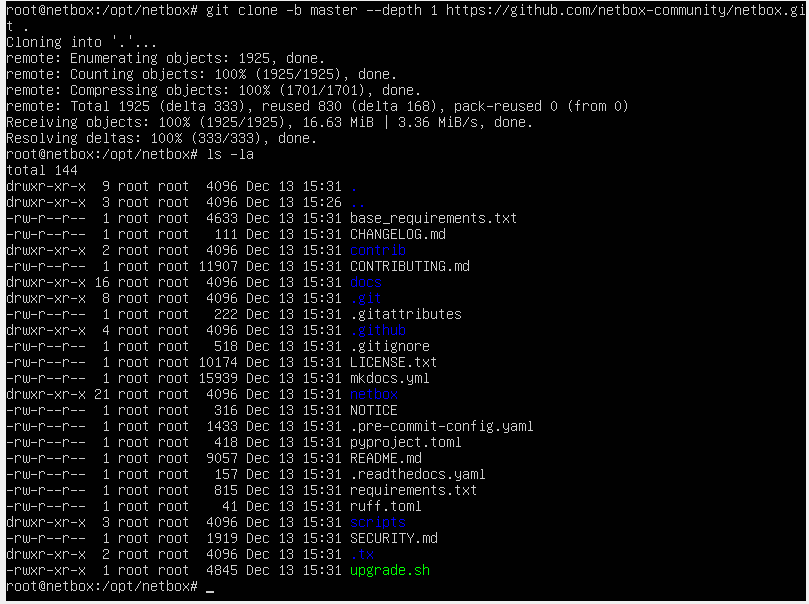 root@netbox:/opt/netbox# git clone -b master --depth 1 https://github.com/netbox-community/netbox.gi
t .
Cloning into '.'...
remote: Enumerating objects: 1925, done.
remote: Counting objects: 100% (1925/1925), done.
remote: Compressing objects: 100% (1701/1701), done.
remote: Total 1925 (delta 333), reused 830 (delta 168), pack-reused 0 (from 0)
Receiving objects: 100% (1925/1925), 16.63 MiB | 3.36 MiB/s, done.
Resolving deltas: 100% (333/333), done.
root@netbox:/opt/netbox# ls -la
total 144
drwxr-xr-x  9 root root  4096 Dec 13 15:31 .
drwxr-xr-x  3 root root  4096 Dec 13 15:26 ..
-rw-r--r--  1 root root  4633 Dec 13 15:31 base_requirements.txt
-rw-r--r--  1 root root   111 Dec 13 15:31 CHANGELOG.md
drwxr-xr-x  2 root root  4096 Dec 13 15:31 contrib
-rw-r--r--  1 root root 11907 Dec 13 15:31 CONTRIBUTING.md
drwxr-xr-x 16 root root  4096 Dec 13 15:31 docs
drwxr-xr-x  8 root root  4096 Dec 13 15:31 .git
-rw-r--r--  1 root root   222 Dec 13 15:31 .gitattributes
drwxr-xr-x  4 root root  4096 Dec 13 15:31 .github
-rw-r--r--  1 root root   518 Dec 13 15:31 .gitignore
-rw-r--r--  1 root root 10174 Dec 13 15:31 LICENSE.txt
-rw-r--r--  1 root root 15939 Dec 13 15:31 mkdocs.yml
drwxr-xr-x 21 root root  4096 Dec 13 15:31 netbox
-rw-r--r--  1 root root   316 Dec 13 15:31 NOTICE
-rw-r--r--  1 root root  1433 Dec 13 15:31 .pre-commit-config.yaml
-rw-r--r--  1 root root   418 Dec 13 15:31 pyproject.toml
-rw-r--r--  1 root root  9057 Dec 13 15:31 README.md
-rw-r--r--  1 root root   157 Dec 13 15:31 .readthedocs.yaml
-rw-r--r--  1 root root   815 Dec 13 15:31 requirements.txt
-rw-r--r--  1 root root    41 Dec 13 15:31 ruff.toml
drwxr-xr-x  3 root root  4096 Dec 13 15:31 scripts
-rw-r--r--  1 root root  1919 Dec 13 15:31 SECURITY.md
drwxr-xr-x  2 root root  4096 Dec 13 15:31 .tx
-rwxr-xr-x  1 root root  4845 Dec 13 15:31 upgrade.sh
root@netbox:/opt/netbox# _